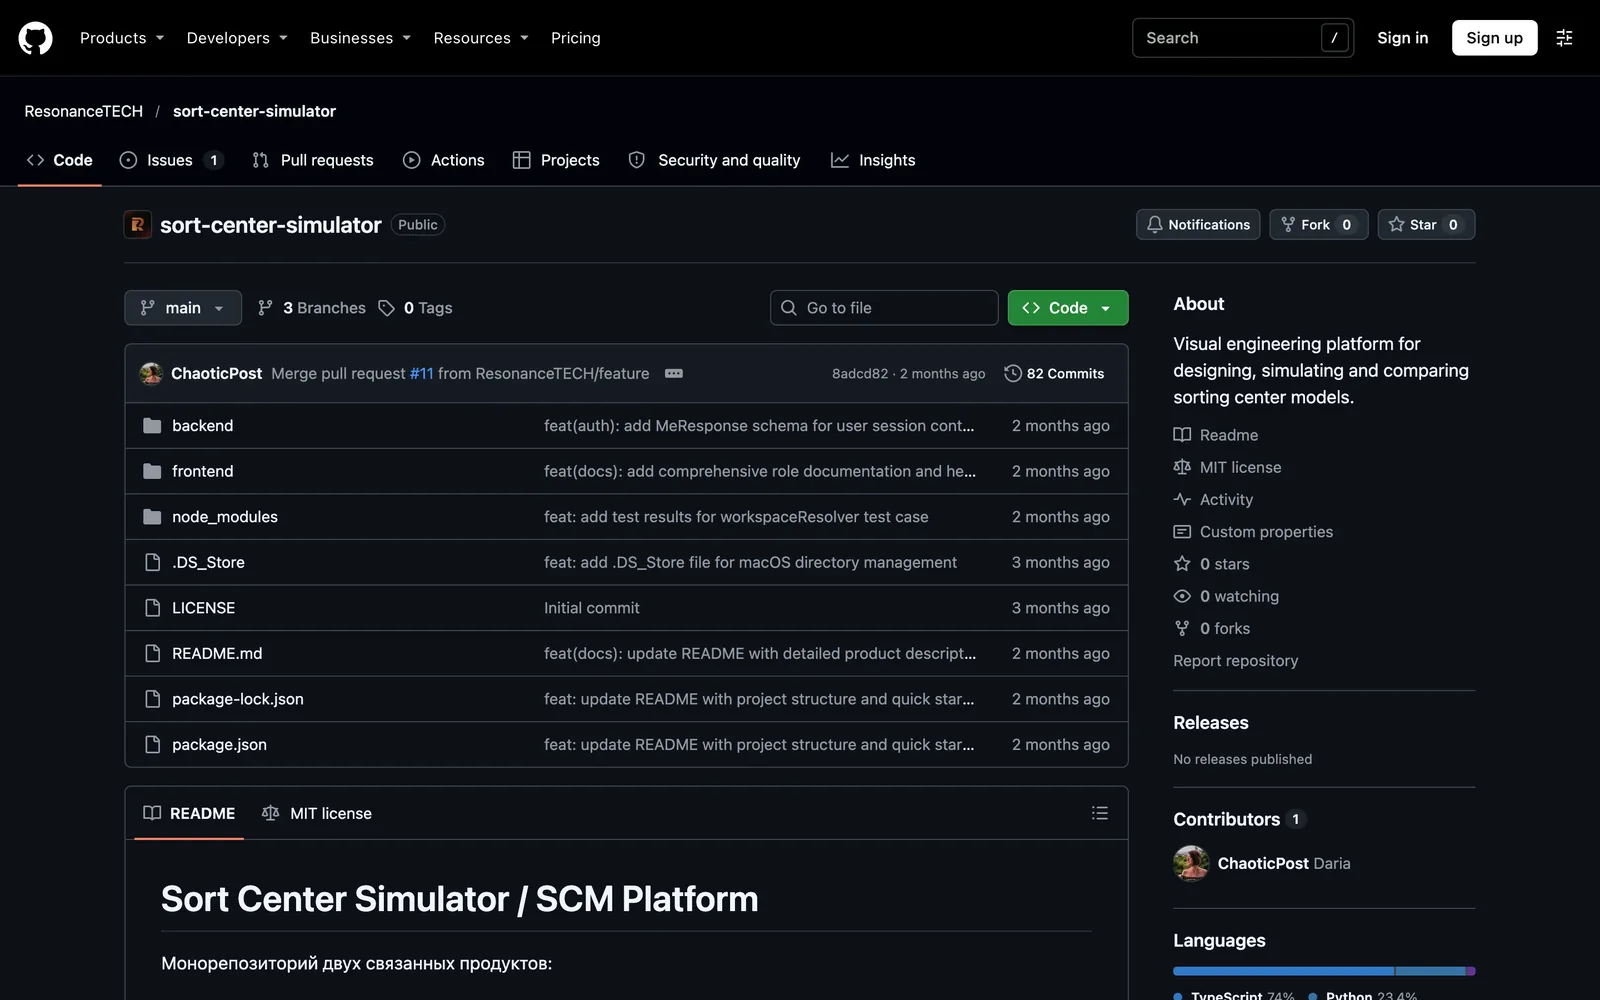 Products Developers Businesses Resources Pricing Search / Sign in Sign up
ResonanceTECH / sort-center-simulator
Code Issues 1 Pull requests Actions Projects Security and quality Insights
sort-center-simulator Public Notifications Fork 0 Star 0
main 3 Branches 0 Tags Go to file Code
ChaoticPost Merge pull request #11 from ResonanceTECH/feature 8adcd82 · 2 months ago 82 Commits
backend feat(auth): add MeResponse schema for user session cont... 2 months ago
frontend feat(docs): add comprehensive role documentation and he... 2 months ago
node_modules feat: add test results for workspaceResolver test case 2 months ago
.DS_Store feat: add .DS_Store file for macOS directory management 3 months ago
LICENSE Initial commit 3 months ago
README.md feat(docs): update README with detailed product descript... 2 months ago
package-lock.json feat: update README with project structure and quick star... 2 months ago
package.json feat: update README with project structure and quick star... 2 months ago
README MIT license
Sort Center Simulator / SCM Platform
Монорепозиторий двух связанных продуктов:
About
Visual engineering platform for
designing, simulating and comparing
sorting center models.
Readme
MIT license
Activity
Custom properties
0 stars
0 watching
0 forks
Report repository
Releases
No releases published
Contributors 1
ChaoticPost Daria
Languages
TypeScript 74% Python 23.4%